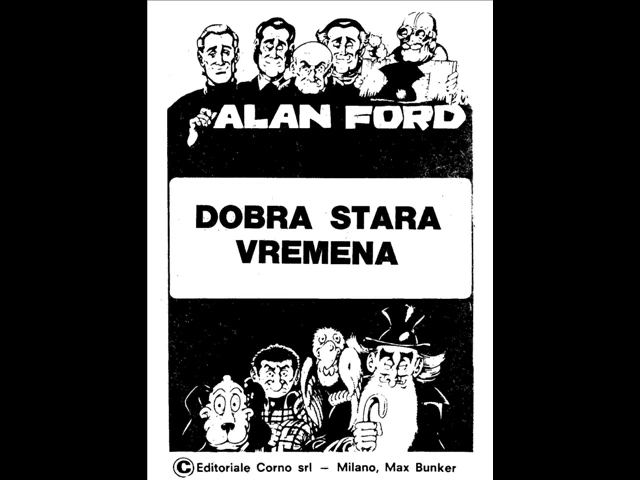 ALAN FORD
DOBRA STARA
VREMENA
© Editoriale Corno srl – Milano, Max Bunker